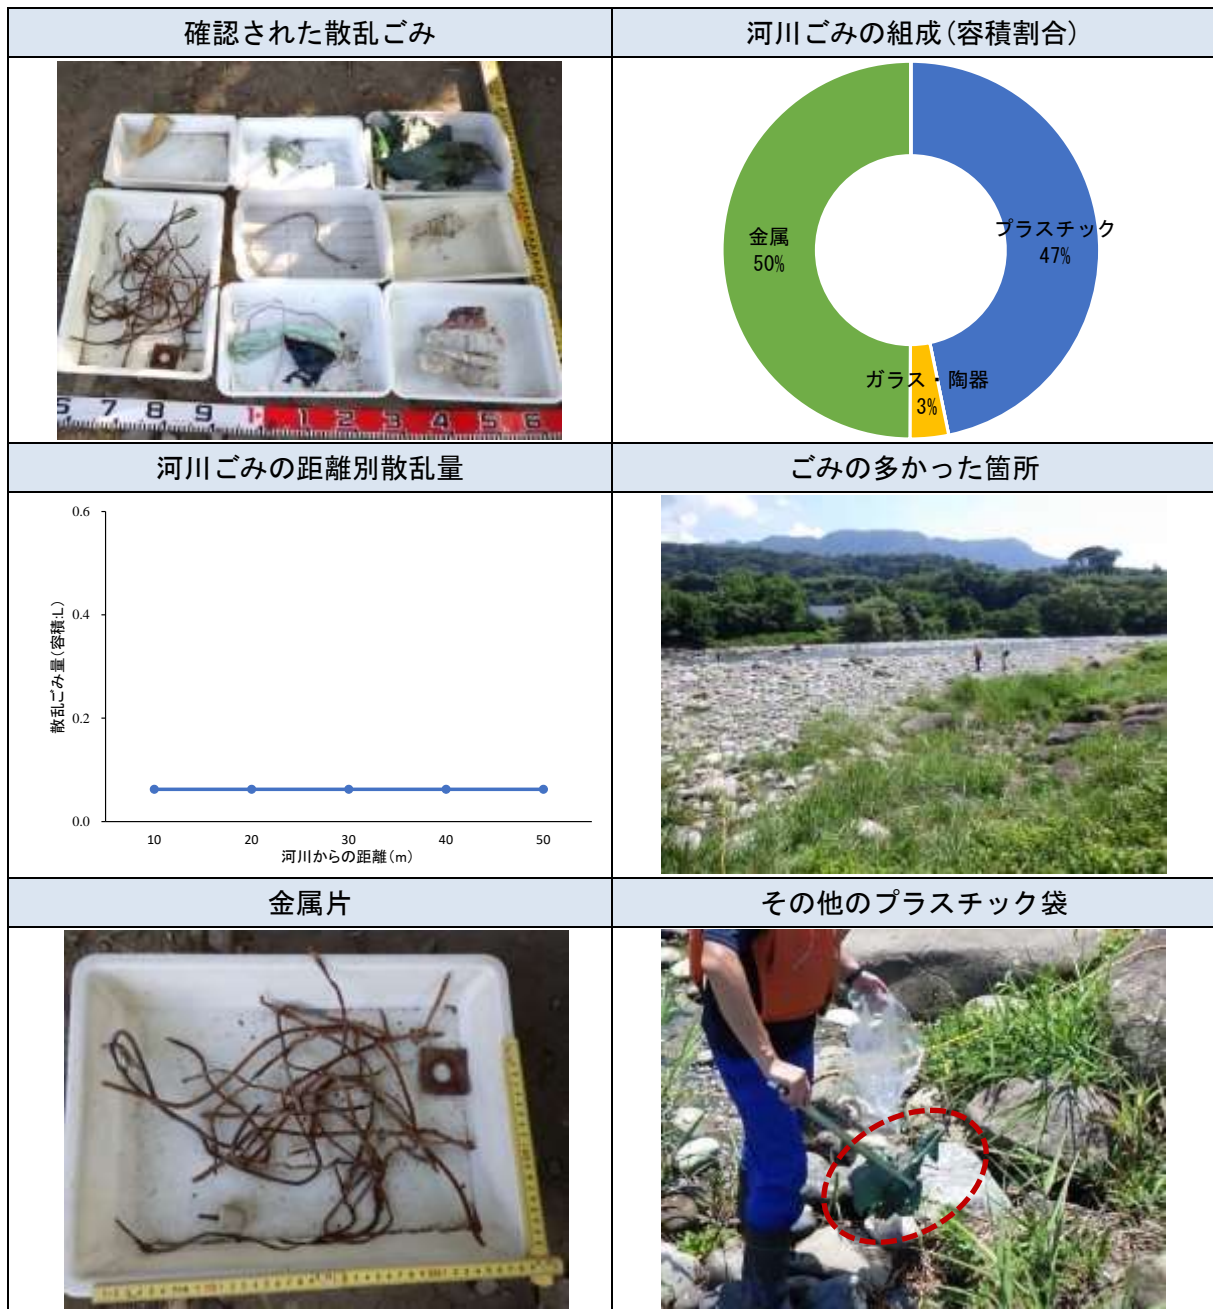 確認された散乱ごみ
河川ごみの組成(容積割合)
6 7 8 9 1 1 2 3 4 5 6
金属
50%
プラスチック
47%
ガラス・陶器
3%
河川ごみの距離別散乱量
ごみの多かった箇所
散乱ごみ量(容積:L)
0.6
0.4
0.2
0.0
10 20 30 40 50
河川からの距離(m)
金属片
その他のプラスチック袋